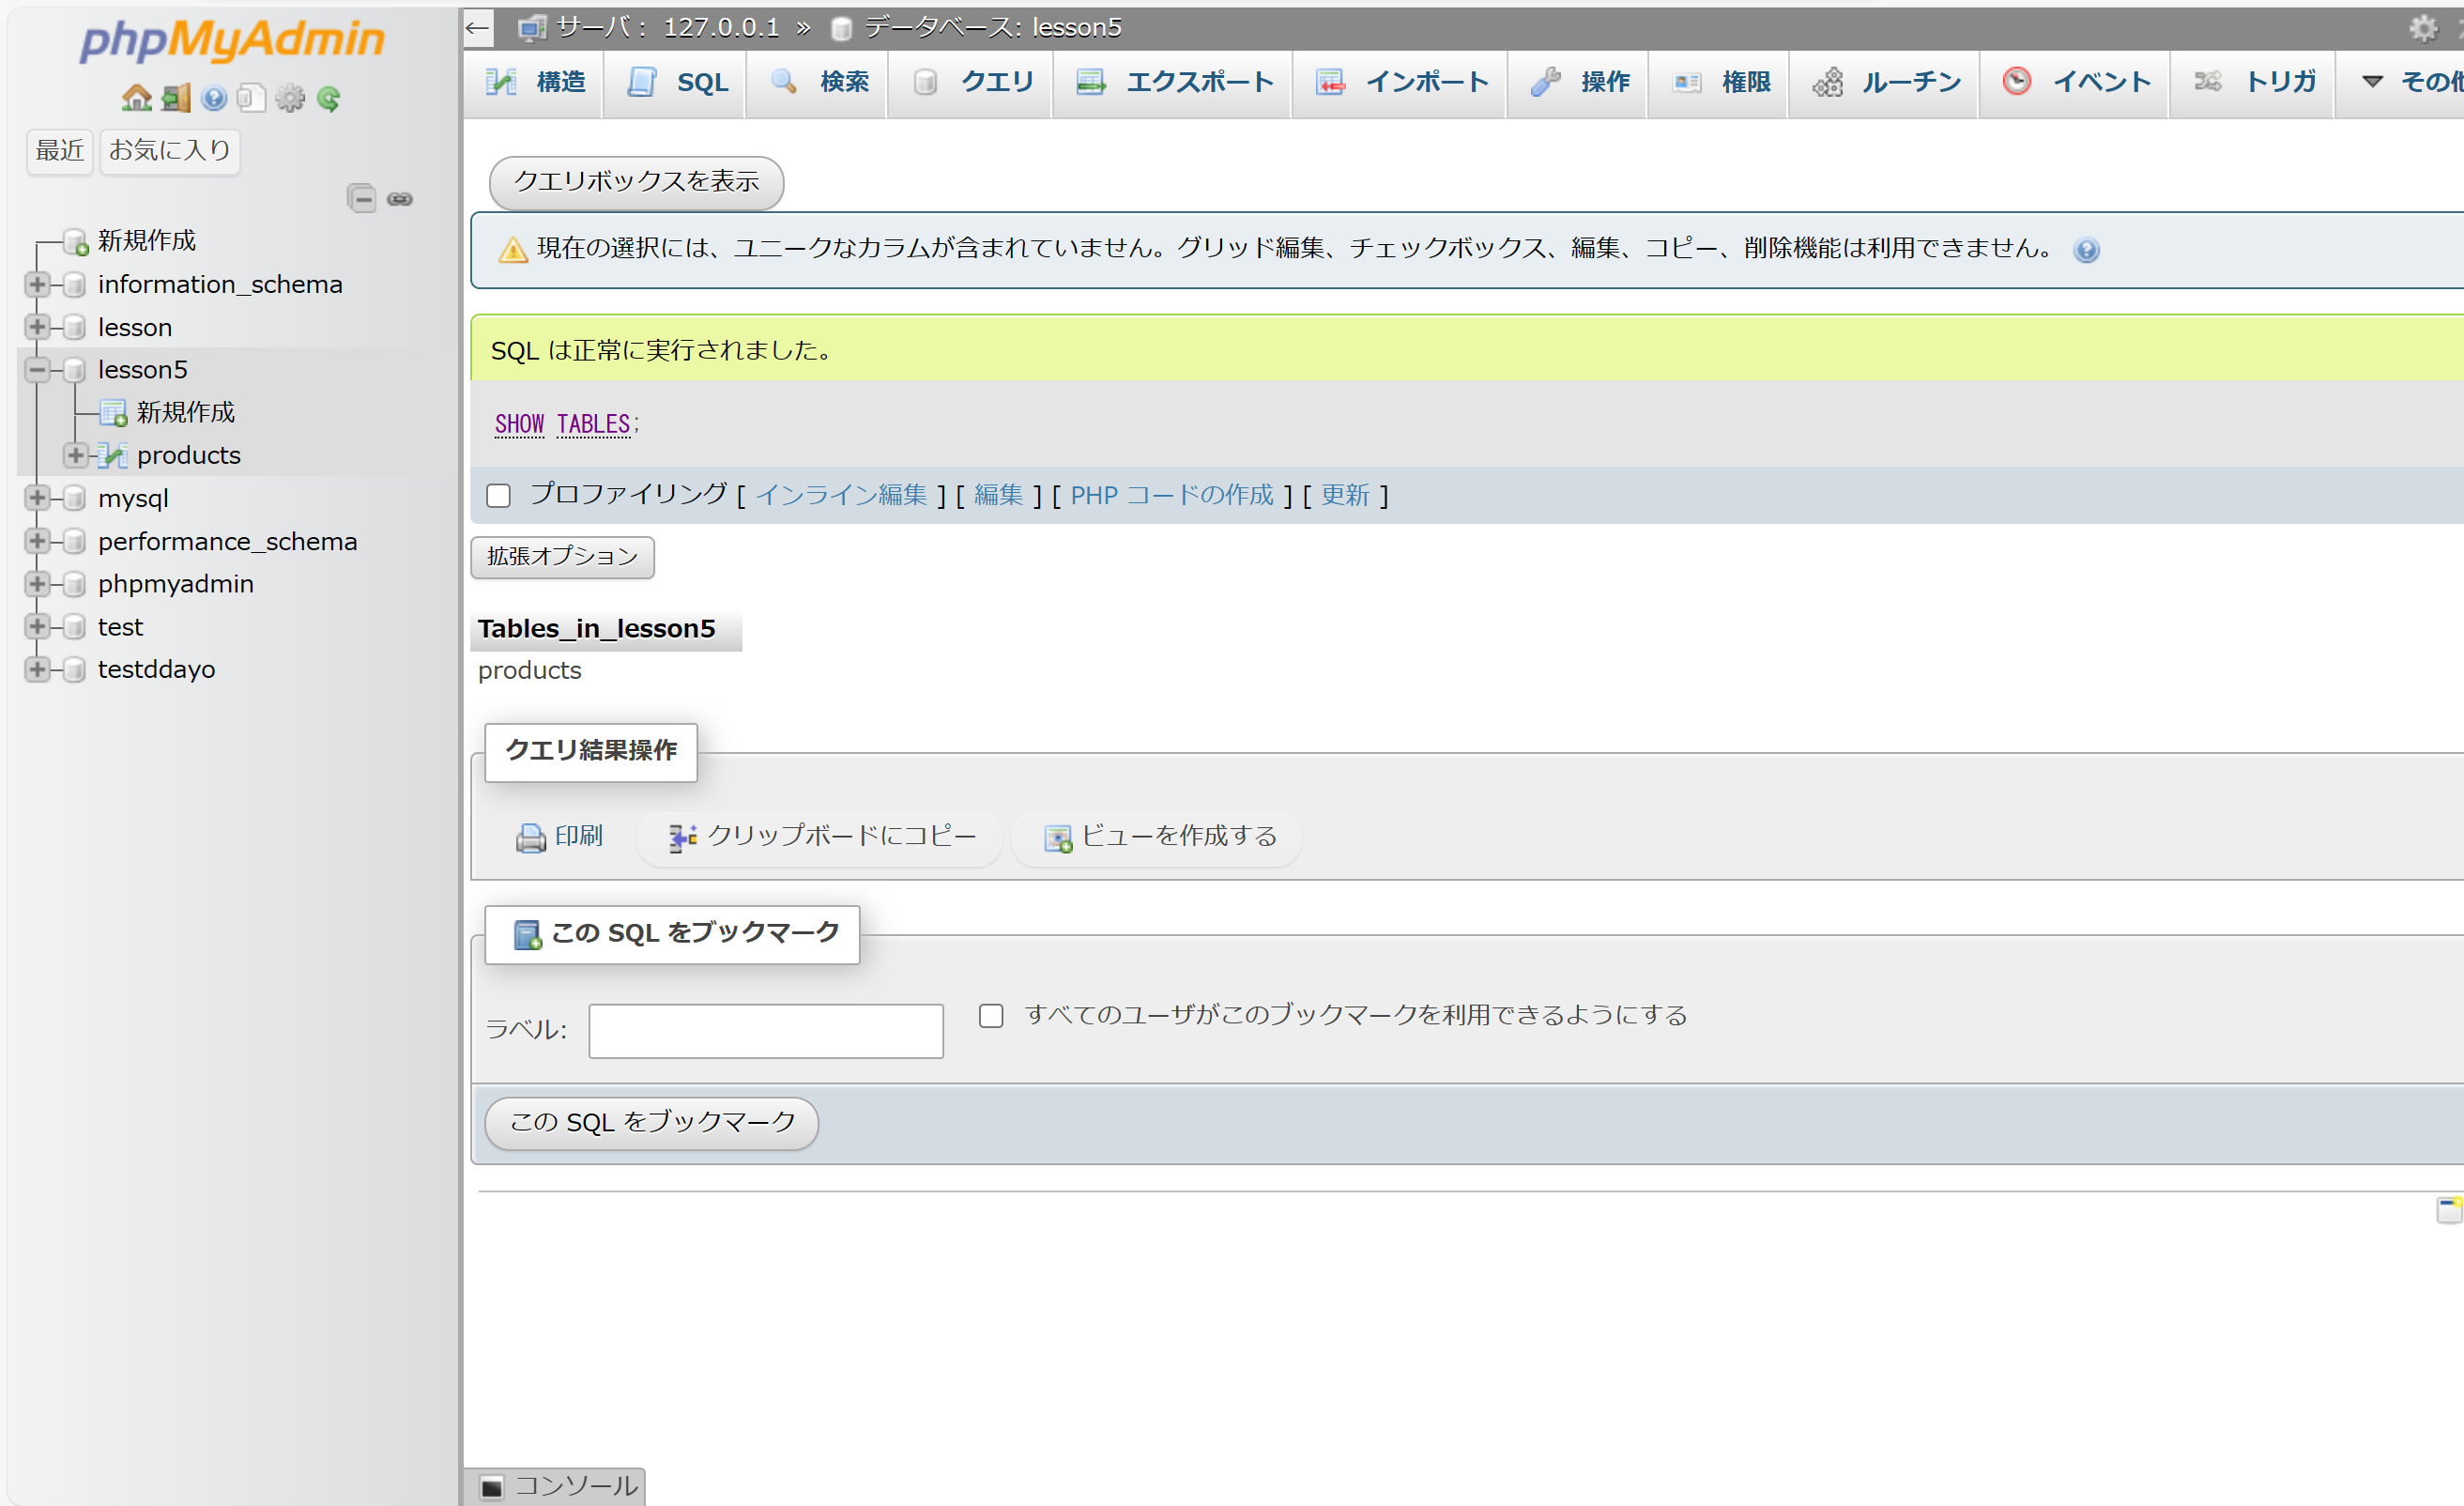 phpMyAdmin
最近 お気に入り
新規作成
information_schema
lesson
lesson5
新規作成
products
mysql
performance_schema
phpmyadmin
test
testddayo
← サーバ: 127.0.0.1 » データベース: lesson5
構造 SQL 検索 クエリ エクスポート インポート 操作 権限 ルーチン イベント トリガ その他
クエリボックスを表示
現在の選択には、ユニークなカラムが含まれていません。グリッド編集、チェックボックス、編集、コピー、削除機能は利用できません。
SQL は正常に実行されました。
SHOW TABLES;
プロファイリング [ インライン編集 ] [ 編集 ] [ PHP コードの作成 ] [ 更新 ]
拡張オプション
Tables_in_lesson5
products
クエリ結果操作
印刷 クリップボードにコピー ビューを作成する
この SQL をブックマーク
ラベル: すべてのユーザがこのブックマークを利用できるようにする
この SQL をブックマーク
コンソール